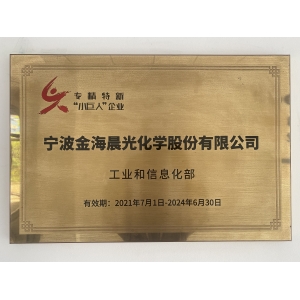 专精特新
“小巨人”企业
宁波金海晨光化学股份有限公司
工业和信息化部
有效期：2021年7月1日-2024年6月30日